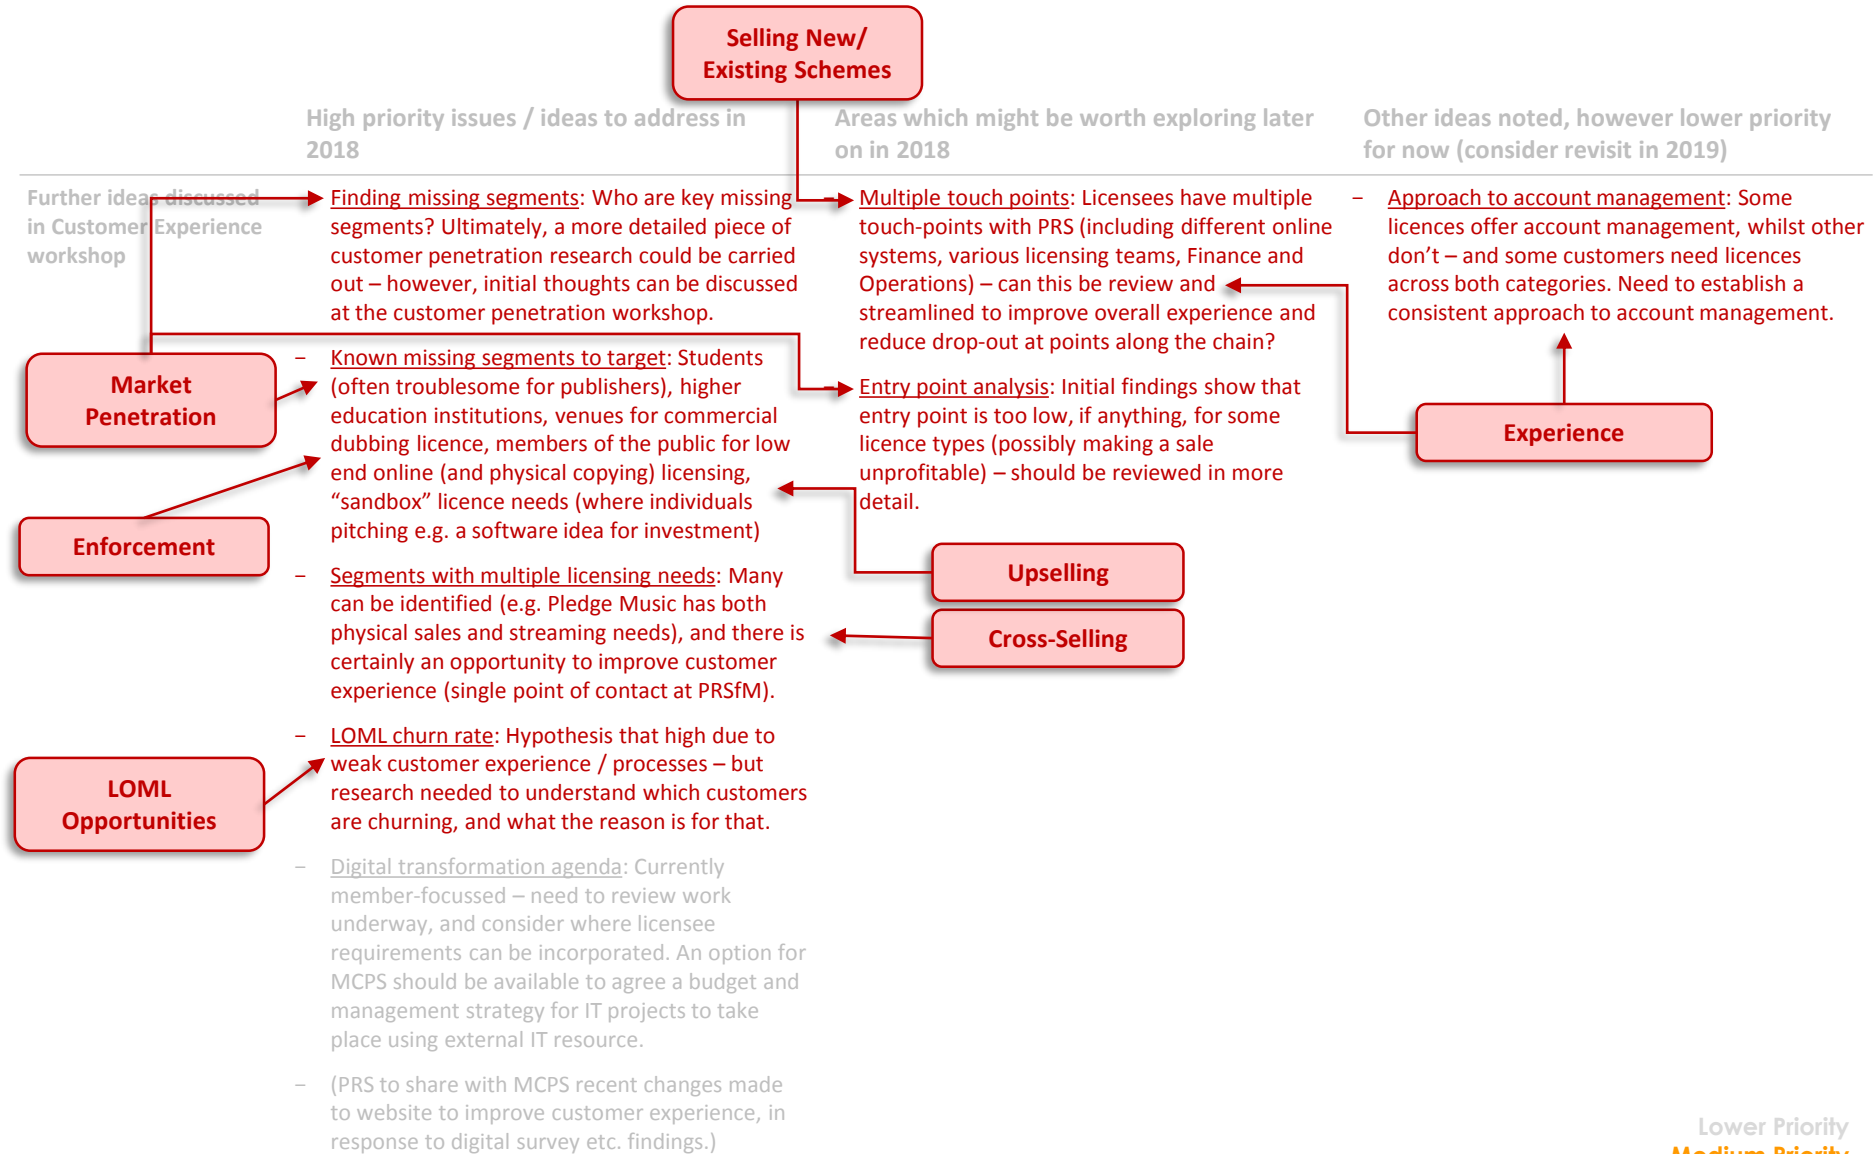 Selling New/
Existing Schemes
High priority issues / ideas to address in
2018
Areas which might be worth exploring later
on in 2018
Other ideas noted, however lower priority
for now (consider revisit in 2019)
Further ideas discussed
in Customer Experience
workshop
Finding missing segments: Who are key missing
segments? Ultimately, a more detailed piece of
customer penetration research could be carried
out – however, initial thoughts can be discussed
at the customer penetration workshop.
– Known missing segments to target: Students
(often troublesome for publishers), higher
education institutions, venues for commercial
dubbing licence, members of the public for low
end online (and physical copying) licensing,
“sandbox” licence needs (where individuals
pitching e.g. a software idea for investment)
– Segments with multiple licensing needs: Many
can be identified (e.g. Pledge Music has both
physical sales and streaming needs), and there is
certainly an opportunity to improve customer
experience (single point of contact at PRSfM).
– LOML churn rate: Hypothesis that high due to
weak customer experience / processes – but
research needed to understand which customers
are churning, and what the reason is for that.
– Digital transformation agenda: Currently
member-focussed – need to review work
underway, and consider where licensee
requirements can be incorporated. An option for
MCPS should be available to agree a budget and
management strategy for IT projects to take
place using external IT resource.
– (PRS to share with MCPS recent changes made
to website to improve customer experience, in
response to digital survey etc. findings.)
– Multiple touch points: Licensees have multiple
touch-points with PRS (including different online
systems, various licensing teams, Finance and
Operations) – can this be review and
streamlined to improve overall experience and
reduce drop-out at points along the chain?
– Entry point analysis: Initial findings show that
entry point is too low, if anything, for some
licence types (possibly making a sale
unprofitable) – should be reviewed in more
detail.
– Approach to account management: Some
licences offer account management, whilst other
don’t – and some customers need licences
across both categories. Need to establish a
consistent approach to account management.
Market
Penetration
Enforcement
LOML
Opportunities
Upselling
Cross-Selling
Experience
Lower Priority
Medium Priority